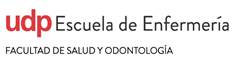 udp Escuela de Enfermería
FACULTAD DE SALUD Y ODONTOLOGÍA